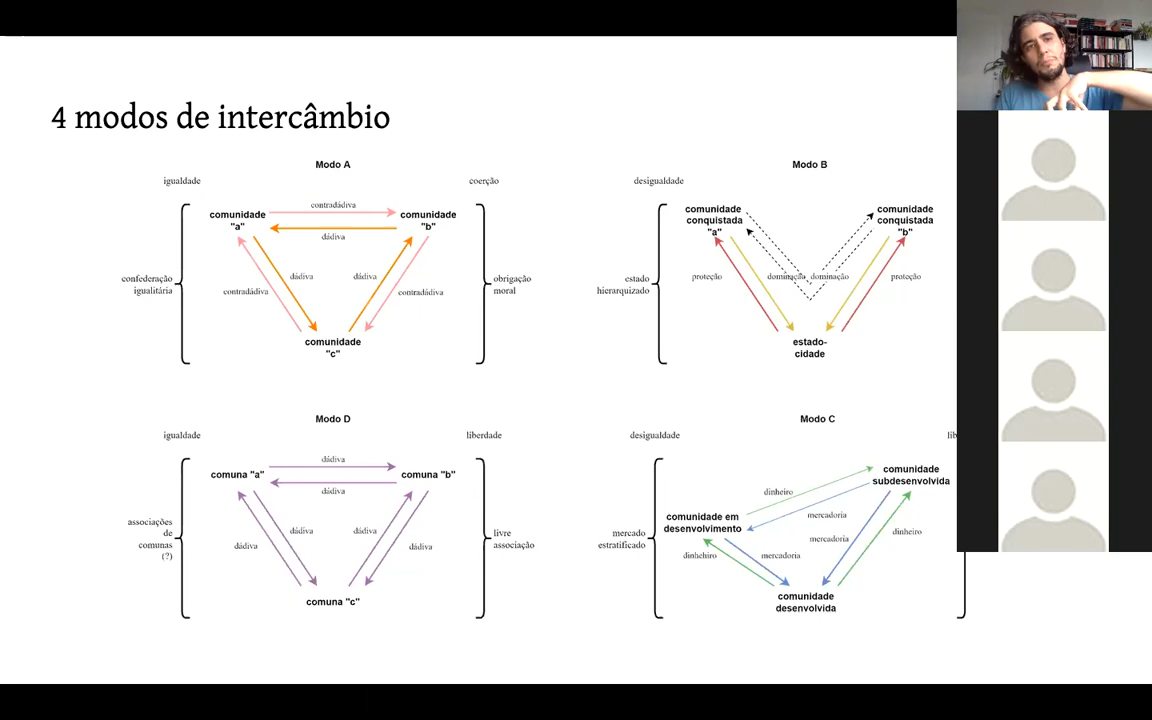 4 modos de intercâmbio
Modo A
igualdade
coerção
comunidade
"a"
contradádiva
dádiva
comunidade
"b"
confederação
igualitária
contradádiva
dádiva
dádiva
contradádiva
obrigação
moral
comunidade
"c"
Modo B
desigualdade
comunidade
conquistada
"a"
comunidade
conquistada
"b"
estado
hierarquizado
proteção
dominação
dominação
proteção
estado-
cidade
Modo D
igualdade
liberdade
comuna "a"
dádiva
dádiva
comuna "b"
associações
de
comunas
(?)
dádiva
dádiva
dádiva
dádiva
livre
associação
comuna "c"
Modo C
desigualdade
lib
comunidade
subdesenvolvida
dinheiro
mercadoria
comunidade em
desenvolvimento
mercado
estratificado
dinheheiro
mercadoria
mercadoria
dinheiro
comunidade
desenvolvida